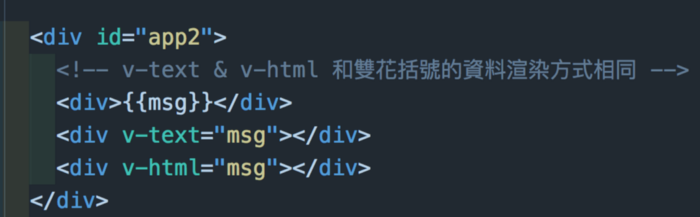 <div id="app2">
<!-- v-text & v-html 和雙花括號的資料渲染方式相同 -->
<div>{{msg}}</div>
<div v-text="msg"></div>
<div v-html="msg"></div>
</div>